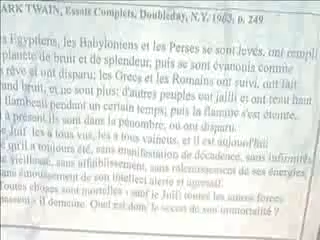 ARK TWAIN, Essais Complets, Doubleday, N.Y. 1963, p. 249
s Egyptiens, les Babyloniens et les Perses se sont levés, ont rempli
planète de bruit et de splendeur; puis se sont évanouis comme
rêve et ont disparu; les Grecs et les Romains ont suivi, ont fait
and bruit, et ne sont plus; d'autres peuples ont jailli et ont tenu haut
flambeau pendant un certain temps; puis la flamme s'est éteinte,
à présent ils sont dans la pénombre, ou ont disparu.
e Juif les a tous vus, les a tous vaincus, et il est aujourd'hui
qu'il a toujours été, sans manifestation de décadence, sans infirmités
vieillesse, sans affaiblissement, sans ralentissement de ses énergies,
ans émoussement de son intellect alerte et agressif.
Toutes choses sont mortelles sauf le Juif; toutes les autres forces
passent, il demeure. Quel est donc le secret de son immortalité ?